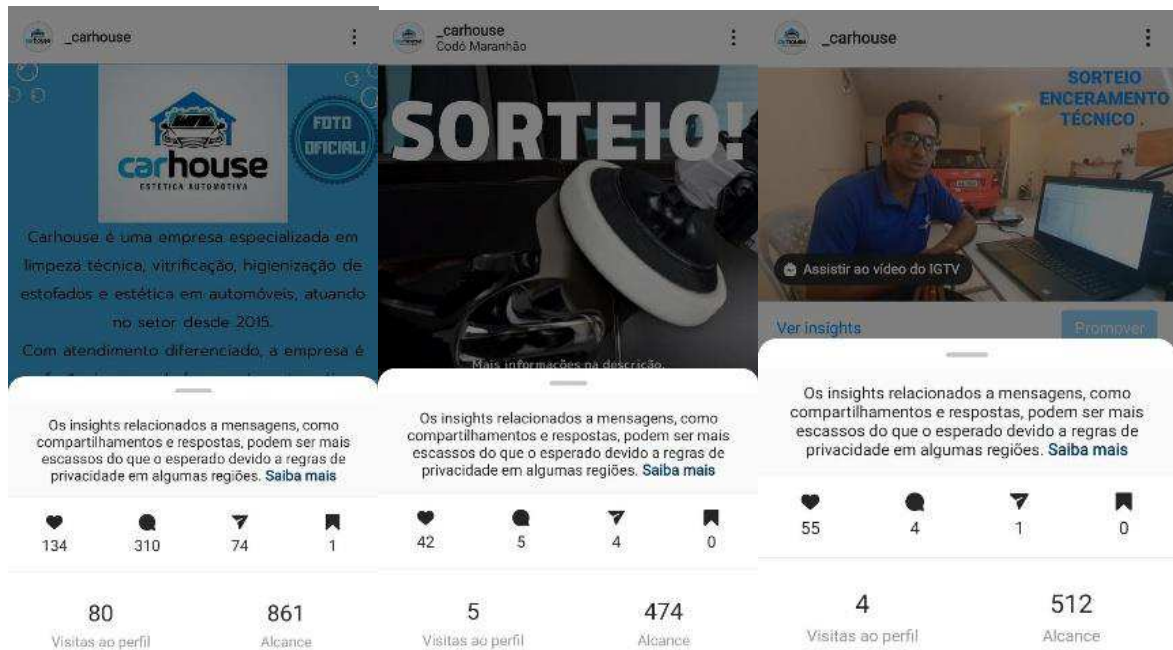 _carhouse
FOTO
OFICIAL!
carhouse
ESTÉTICA AUTOMOTIVA
Carhouse é uma empresa especializada em
limpeza técnica, vitrificação, higienização de
estofados e estética em automóveis, atuando
no setor desde 2015.
Com atendimento diferenciado, a empresa é
Os insights relacionados a mensagens, como
compartilhamentos e respostas, podem ser mais
escassos do que o esperado devido a regras de
privacidade em algumas regiões. Saiba mais
134 310 74 1
80 861
Visitas ao perfil Alcance
_carhouse
Codó Maranhão
SORTEIO!
Mais informações na descrição.
Os insights relacionados a mensagens, como
compartilhamentos e respostas, podem ser mais
escassos do que o esperado devido a regras de
privacidade em algumas regiões. Saiba mais
42 5 4 0
5 474
Visitas ao perfil Alcance
_carhouse
SORTEIO
ENCERAMENTO
TÉCNICO .
Assistir ao vídeo do IGTV
Ver insights Promover
Os insights relacionados a mensagens, como
compartilhamentos e respostas, podem ser mais
escassos do que o esperado devido a regras de
privacidade em algumas regiões. Saiba mais
55 4 1 0
4 512
Visitas ao perfil Alcance